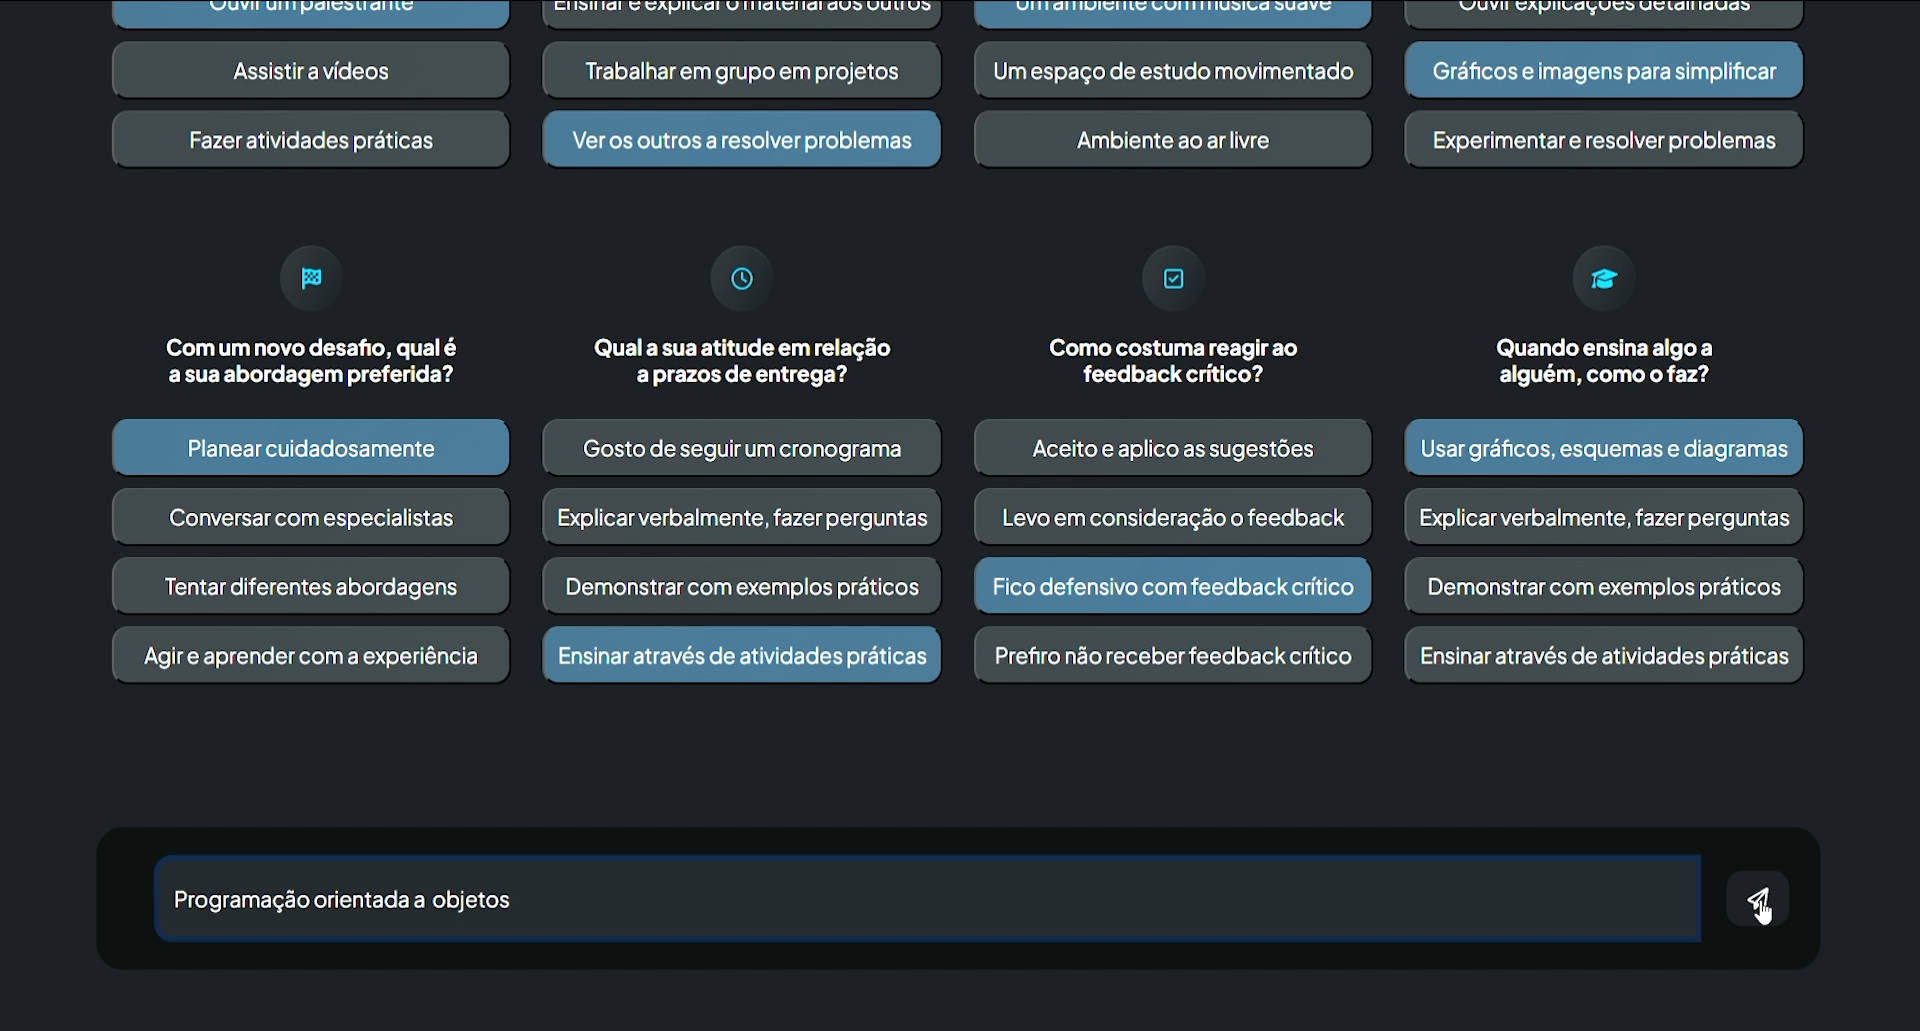 Ouvir um palestrante
Ensinar e explicar o material aos outros
Um ambiente com música suave
Ouvir explicações detalhadas
Assistir a vídeos
Trabalhar em grupo em projetos
Um espaço de estudo movimentado
Gráficos e imagens para simplificar
Fazer atividades práticas
Ver os outros a resolver problemas
Ambiente ao ar livre
Experimentar e resolver problemas
Com um novo desafio, qual é
a sua abordagem preferida?
Planear cuidadosamente
Conversar com especialistas
Tentar diferentes abordagens
Agir e aprender com a experiência
Qual a sua atitude em relação
a prazos de entrega?
Gosto de seguir um cronograma
Explicar verbalmente, fazer perguntas
Demonstrar com exemplos práticos
Ensinar através de atividades práticas
Como costuma reagir ao
feedback crítico?
Aceito e aplico as sugestões
Levo em consideração o feedback
Fico defensivo com feedback crítico
Prefiro não receber feedback crítico
Quando ensina algo a
alguém, como o faz?
Usar gráficos, esquemas e diagramas
Explicar verbalmente, fazer perguntas
Demonstrar com exemplos práticos
Ensinar através de atividades práticas
Programação orientada a objetos